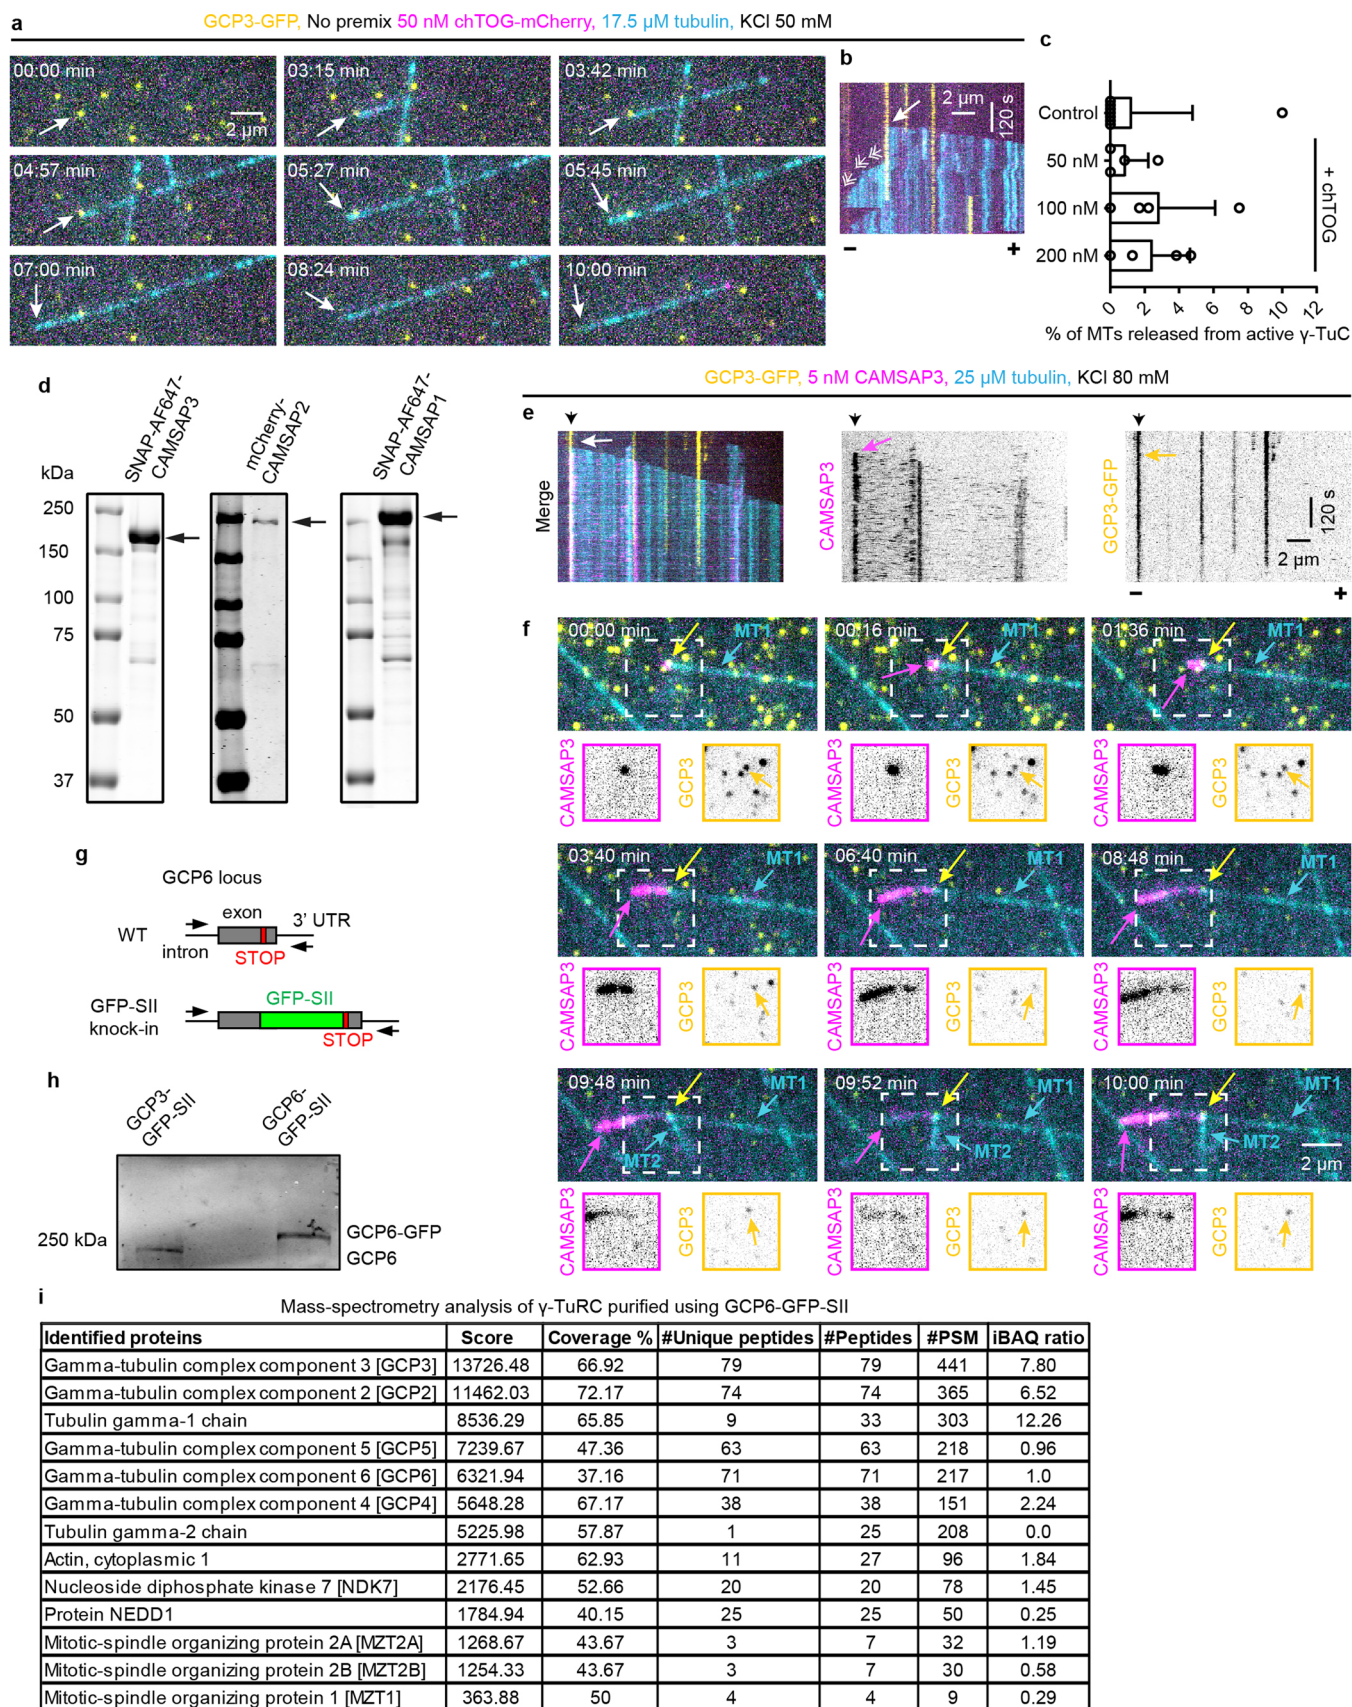 a
GCP3-GFP, No premix 50 nM chTOG-mCherry, 17.5 µM tubulin, KCl 50 mM
00:00 min
2 µm
03:15 min
03:42 min
04:57 min
05:27 min
05:45 min
07:00 min
08:24 min
10:00 min
b
2 µm
120 s
− +
c
Control
50 nM
100 nM
200 nM
+ chTOG
0 2 4 6 8 10 12
% of MTs released from active γ-TuC
d
SNAP-AF647-
CAMSAP3
mCherry-
CAMSAP2
SNAP-AF647-
CAMSAP1
kDa
250
150
100
75
50
37
GCP3-GFP, 5 nM CAMSAP3, 25 µM tubulin, KCl 80 mM
e
Merge
CAMSAP3
GCP3-GFP
120 s
2 µm
− +
f
00:00 min MT1
CAMSAP3 GCP3
00:16 min MT1
CAMSAP3 GCP3
01:36 min MT1
CAMSAP3 GCP3
03:40 min MT1
CAMSAP3 GCP3
06:40 min MT1
CAMSAP3 GCP3
08:48 min MT1
CAMSAP3 GCP3
09:48 min MT1
MT2
CAMSAP3 GCP3
09:52 min MT1
MT2
CAMSAP3 GCP3
10:00 min MT1
MT2
2 µm
CAMSAP3 GCP3
g
GCP6 locus
exon 3' UTR
WT
intron STOP
GFP-SII
GFP-SII
knock-in
STOP
h
GCP3-
GFP-SII
GCP6-
GFP-SII
250 kDa
GCP6-GFP
GCP6
i
Mass-spectrometry analysis of γ-TuRC purified using GCP6-GFP-SII
Identified proteins Score Coverage % #Unique peptides #Peptides #PSM iBAQ ratio
Gamma-tubulin complex component 3 [GCP3] 13726.48 66.92 79 79 441 7.80
Gamma-tubulin complex component 2 [GCP2] 11462.03 72.17 74 74 365 6.52
Tubulin gamma-1 chain 8536.29 65.85 9 33 303 12.26
Gamma-tubulin complex component 5 [GCP5] 7239.67 47.36 63 63 218 0.96
Gamma-tubulin complex component 6 [GCP6] 6321.94 37.16 71 71 217 1.0
Gamma-tubulin complex component 4 [GCP4] 5648.28 67.17 38 38 151 2.24
Tubulin gamma-2 chain 5225.98 57.87 1 25 208 0.0
Actin, cytoplasmic 1 2771.65 62.93 11 27 96 1.84
Nucleoside diphosphate kinase 7 [NDK7] 2176.45 52.66 20 20 78 1.45
Protein NEDD1 1784.94 40.15 25 25 50 0.25
Mitotic-spindle organizing protein 2A [MZT2A] 1268.67 43.67 3 7 32 1.19
Mitotic-spindle organizing protein 2B [MZT2B] 1254.33 43.67 3 7 30 0.58
Mitotic-spindle organizing protein 1 [MZT1] 363.88 50 4 4 9 0.29